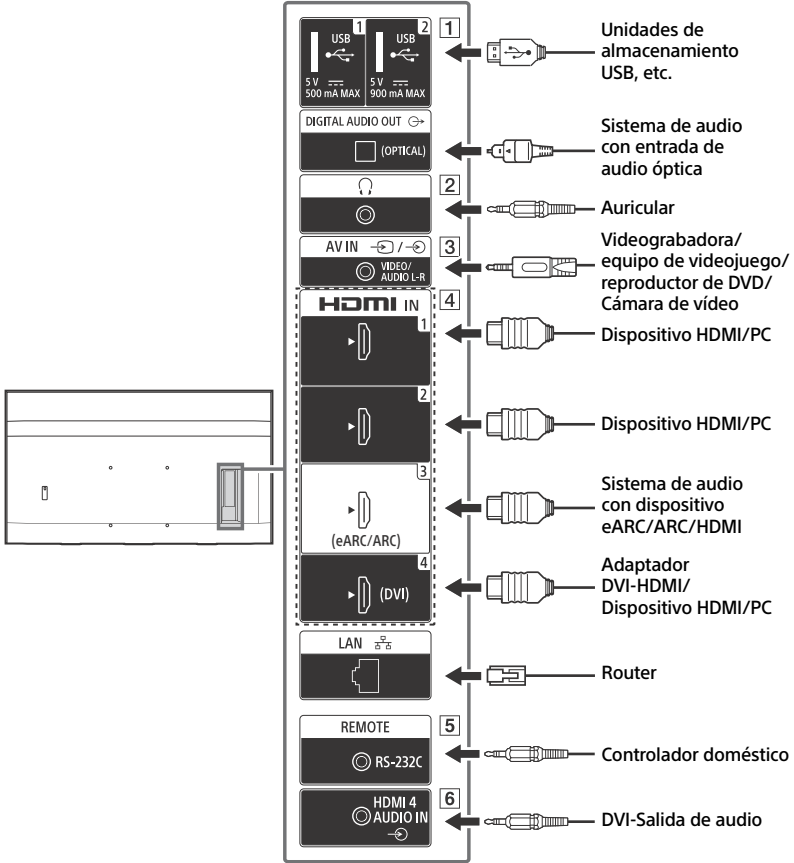 1
USB
5 V
500 mA MAX
2
USB
5 V
900 mA MAX
1
Unidades de
almacenamiento
USB, etc.
DIGITAL AUDIO OUT
(OPTICAL)
Sistema de audio
con entrada de
audio óptica
2
Auricular
AV IN
/
VIDEO/
AUDIO L-R
3
Videograbadora/
equipo de videojuego/
reproductor de DVD/
Cámara de vídeo
HDMI IN
4
1
Dispositivo HDMI/PC
2
Dispositivo HDMI/PC
3
(eARC/ARC)
Sistema de audio
con dispositivo
eARC/ARC/HDMI
4
(DVI)
Adaptador
DVI-HDMI/
Dispositivo HDMI/PC
LAN
Router
REMOTE
5
RS-232C
Controlador doméstico
HDMI 4
AUDIO IN
6
DVI-Salida de audio